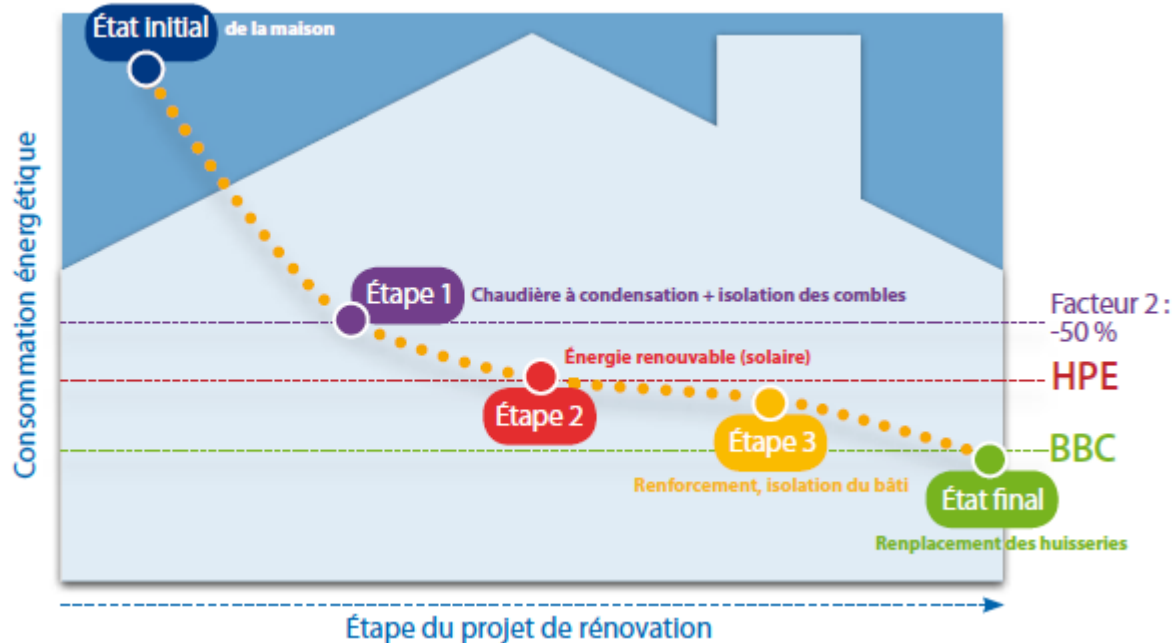 État initial de la maison
Consommation énergétique
Étape 1 Chaudière à condensation + isolation des combles
Facteur 2 :
-50 %
Énergie renouvable (solaire)
HPE
Étape 2
Étape 3
BBC
Renforcement, isolation du bâti
État final
Renplacement des huisseries
Étape du projet de rénovation